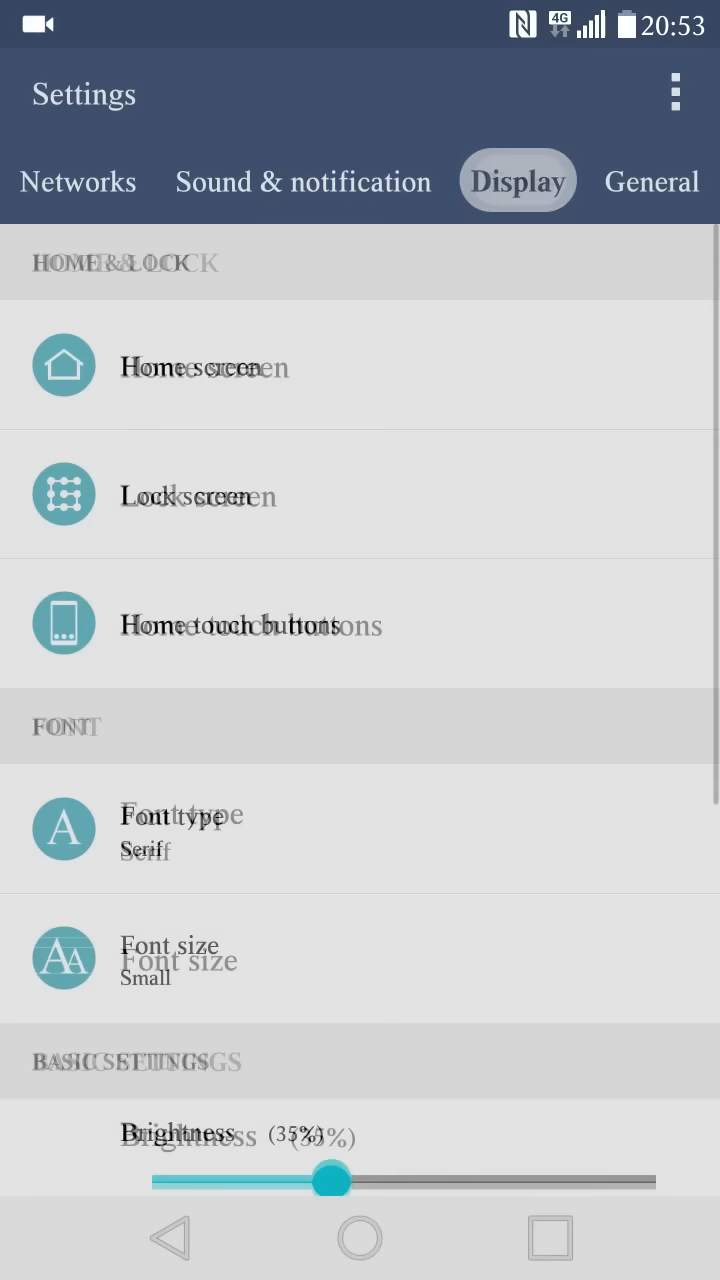 4G
20:53
Settings
Networks Sound & notification Display General
HOME & LOCK
Home screen
Lock screen
Home touch buttons
FONT
Font type
Serif
Font size
Small
BASIC SETTINGS
Brightness (35%)